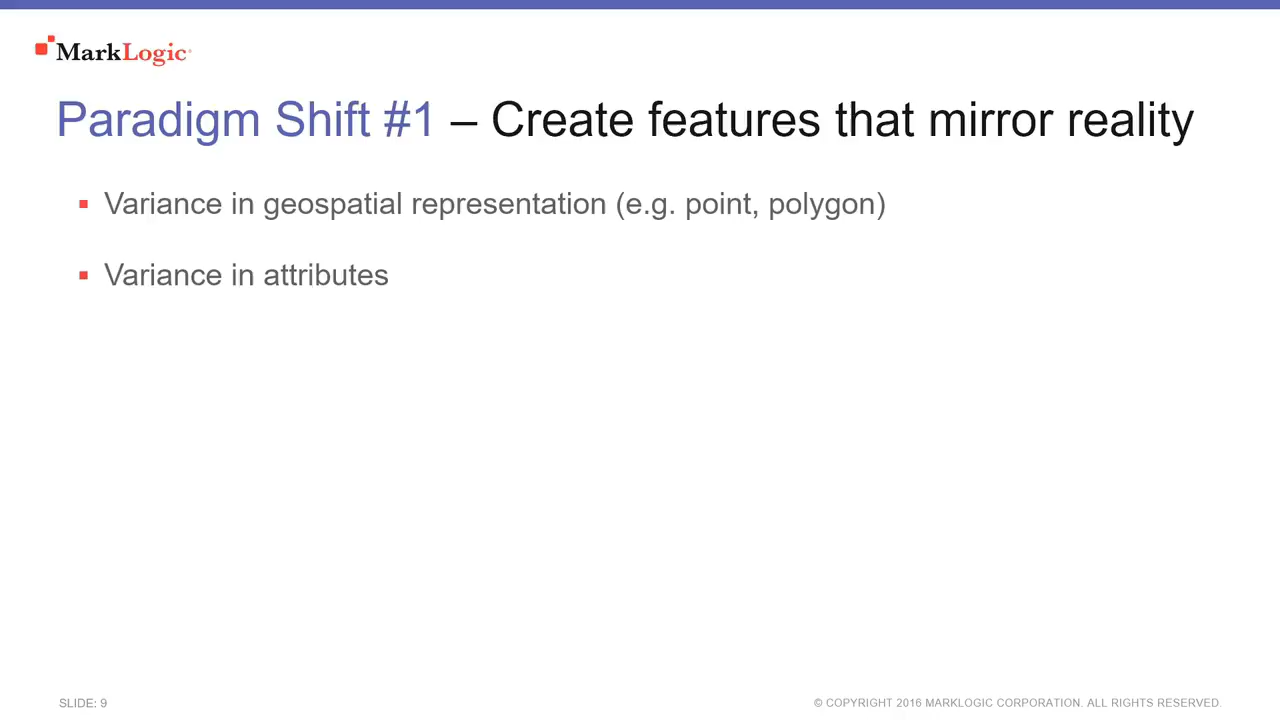 MarkLogic
Paradigm Shift #1 – Create features that mirror reality
▪ Variance in geospatial representation (e.g. point, polygon)
▪ Variance in attributes
SLIDE: 9
© COPYRIGHT 2016 MARKLOGIC CORPORATION. ALL RIGHTS RESERVED.